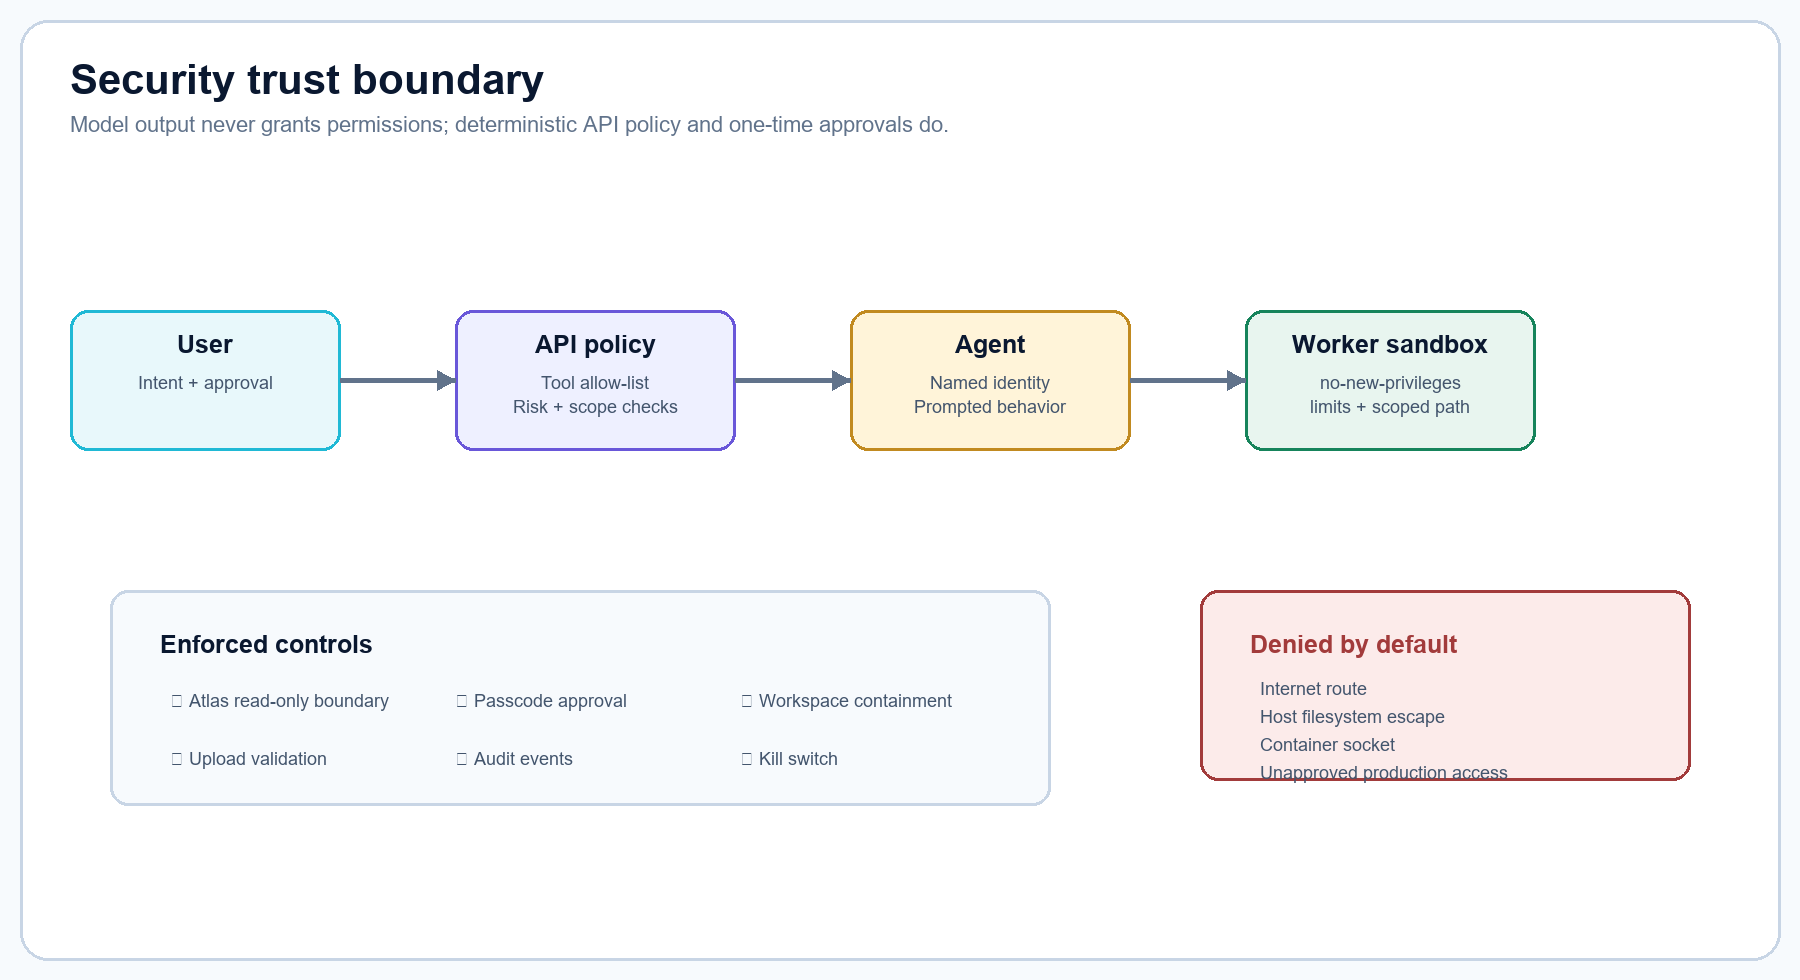 Security trust boundary
Model output never grants permissions; deterministic API policy and one-time approvals do.
User
Intent + approval
API policy
Tool allow-list
Risk + scope checks
Agent
Named identity
Prompted behavior
Worker sandbox
no-new-privileges
limits + scoped path
Enforced controls
□ Atlas read-only boundary
□ Passcode approval
□ Workspace containment
□ Upload validation
□ Audit events
□ Kill switch
Denied by default
Internet route
Host filesystem escape
Container socket
Unapproved production access